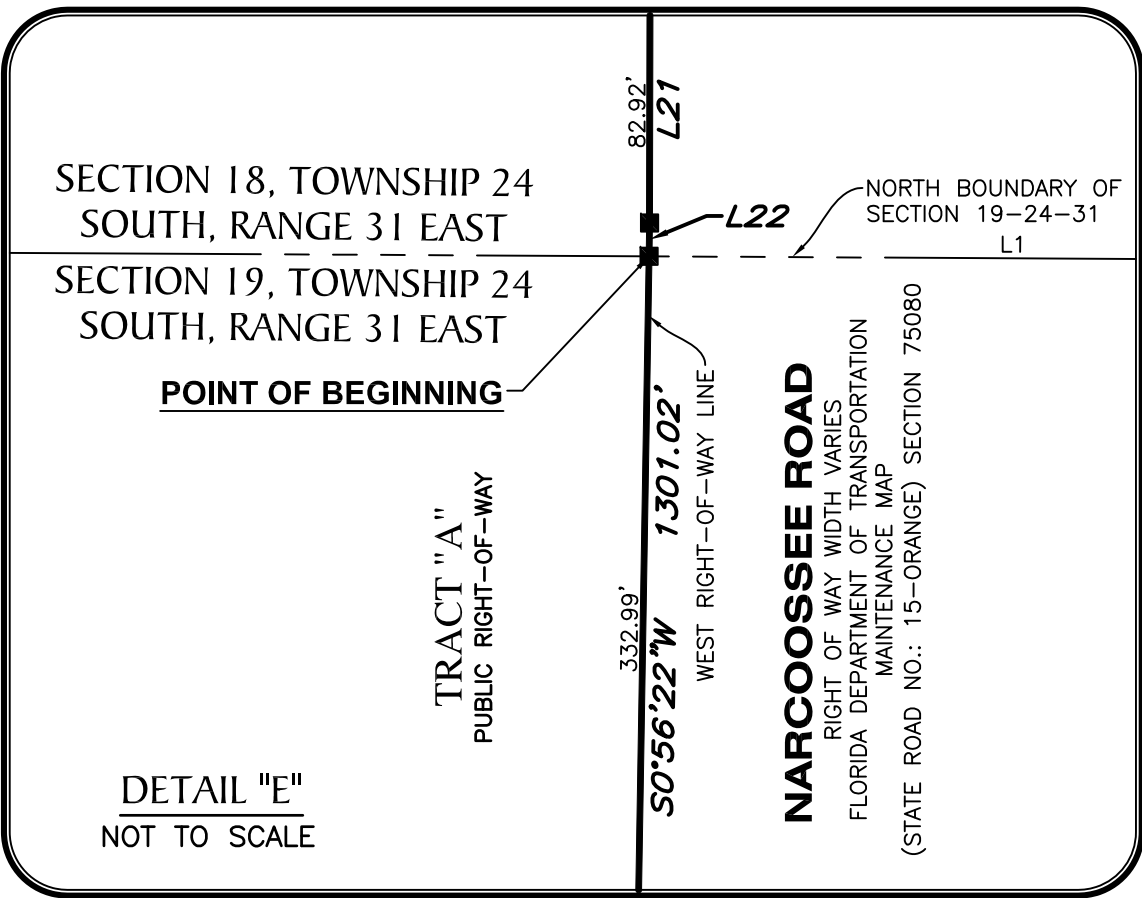 82.92'
L21
SECTION 18, TOWNSHIP 24
SOUTH, RANGE 31 EAST
L22
NORTH BOUNDARY OF
SECTION 19-24-31
L1
SECTION 19, TOWNSHIP 24
SOUTH, RANGE 31 EAST
POINT OF BEGINNING
TRACT "A"
PUBLIC RIGHT-OF-WAY
332.99'
S0°56'22"W 1301.02'
WEST RIGHT-OF-WAY LINE
NARCOOSSEE ROAD
RIGHT OF WAY WIDTH VARIES
FLORIDA DEPARTMENT OF TRANSPORTATION
MAINTENANCE MAP
(STATE ROAD NO.: 15-ORANGE) SECTION 75080
DETAIL "E"
NOT TO SCALE